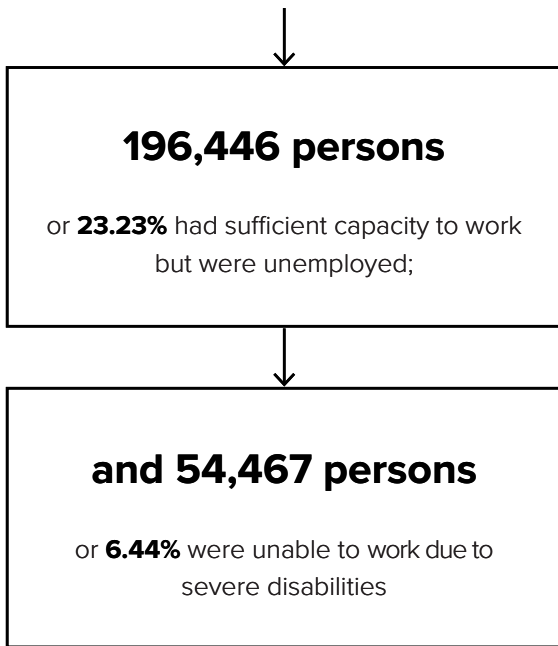 196,446 persons
or 23.23% had sufficient capacity to work
but were unemployed;
and 54,467 persons
or 6.44% were unable to work due to
severe disabilities